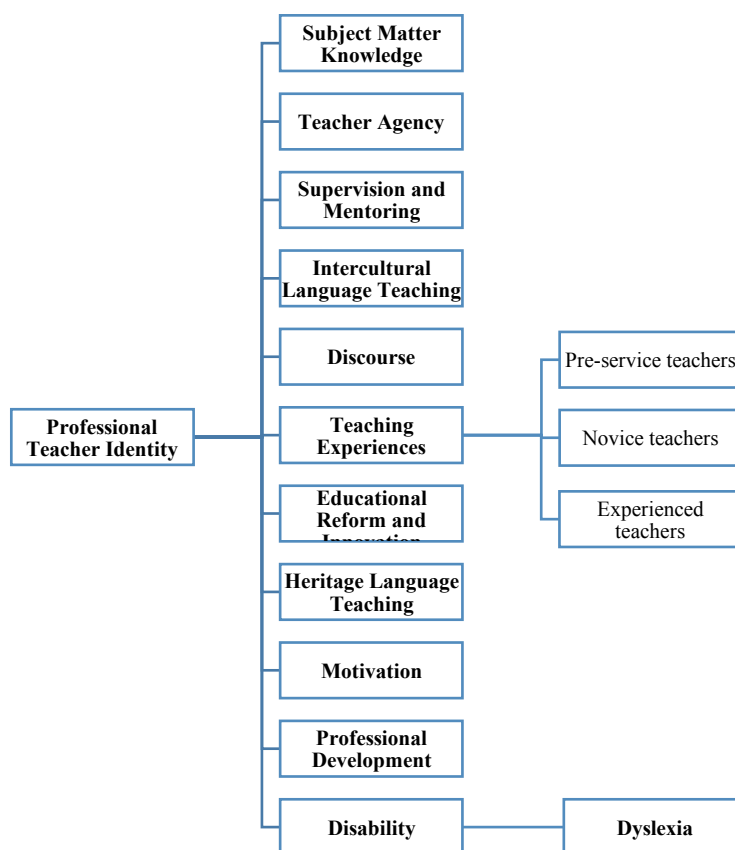 Subject Matter
Knowledge
Teacher Agency
Supervision and
Mentoring
Intercultural
Language Teaching
Discourse
Pre-service teachers
Professional
Teacher Identity
Teaching
Experiences
Novice teachers
Educational
Reform and
Innovation
Experienced
teachers
Heritage Language
Teaching
Motivation
Professional
Development
Disability
Dyslexia